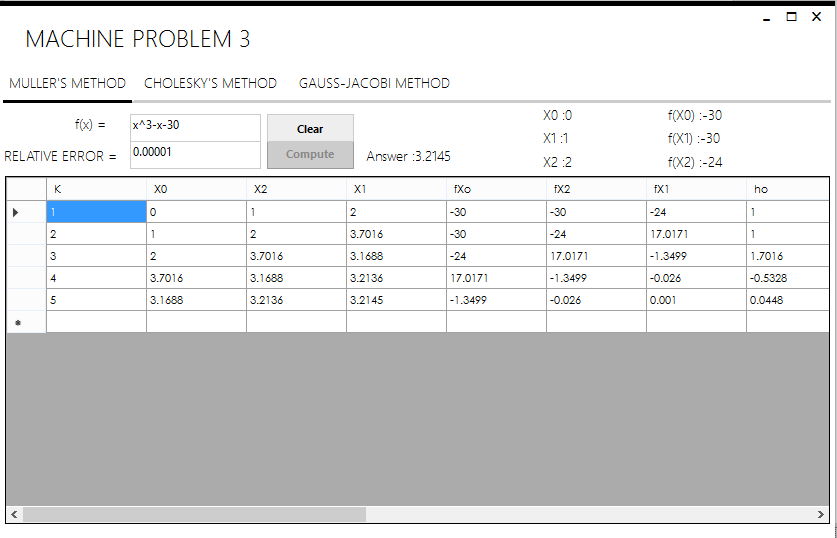 MACHINE PROBLEM 3
MULLER'S METHOD CHOLESKY'S METHOD GAUSS-JACOBI METHOD
f(x) = x^3-x-30 Clear X0 :0 f(X0) :-30
X1 :1 f(X1) :-30
RELATIVE ERROR = 0.00001 Compute Answer :3.2145 X2 :2 f(X2) :-24
K X0 X2 X1 fXo fX2 fX1 ho
1 0 1 2 -30 -30 -24 1
2 1 2 3.7016 -30 -24 17.0171 1
3 2 3.7016 3.1688 -24 17.0171 -1.3499 1.7016
4 3.7016 3.1688 3.2136 17.0171 -1.3499 -0.026 -0.5328
5 3.1688 3.2136 3.2145 -1.3499 -0.026 0.001 0.0448